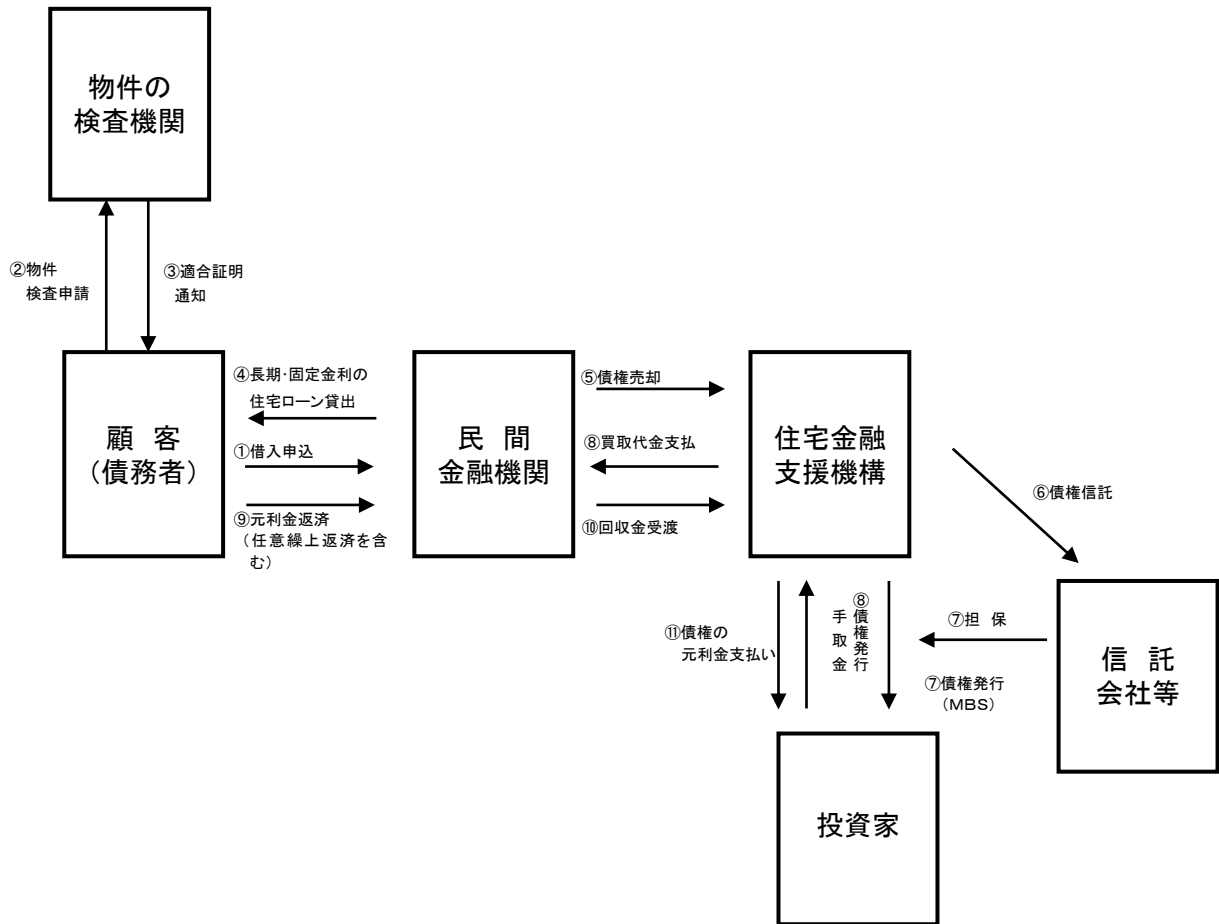 物件の
検査機関
②物件
検査申請
③適合証明
通知
顧 客
（債務者）
④長期・固定金利の
住宅ローン貸出
①借入申込
⑨元利金返済
（任意繰上返済を含
む）
民 間
金融機関
⑤債権売却
⑧買取代金支払
⑩回収金受渡
住宅金融
支援機構
⑥債権信託
⑪債権の
元利金支払い
⑧債権発行
手取金
⑦担 保
⑦債権発行
（MBS）
信 託
会社等
投資家